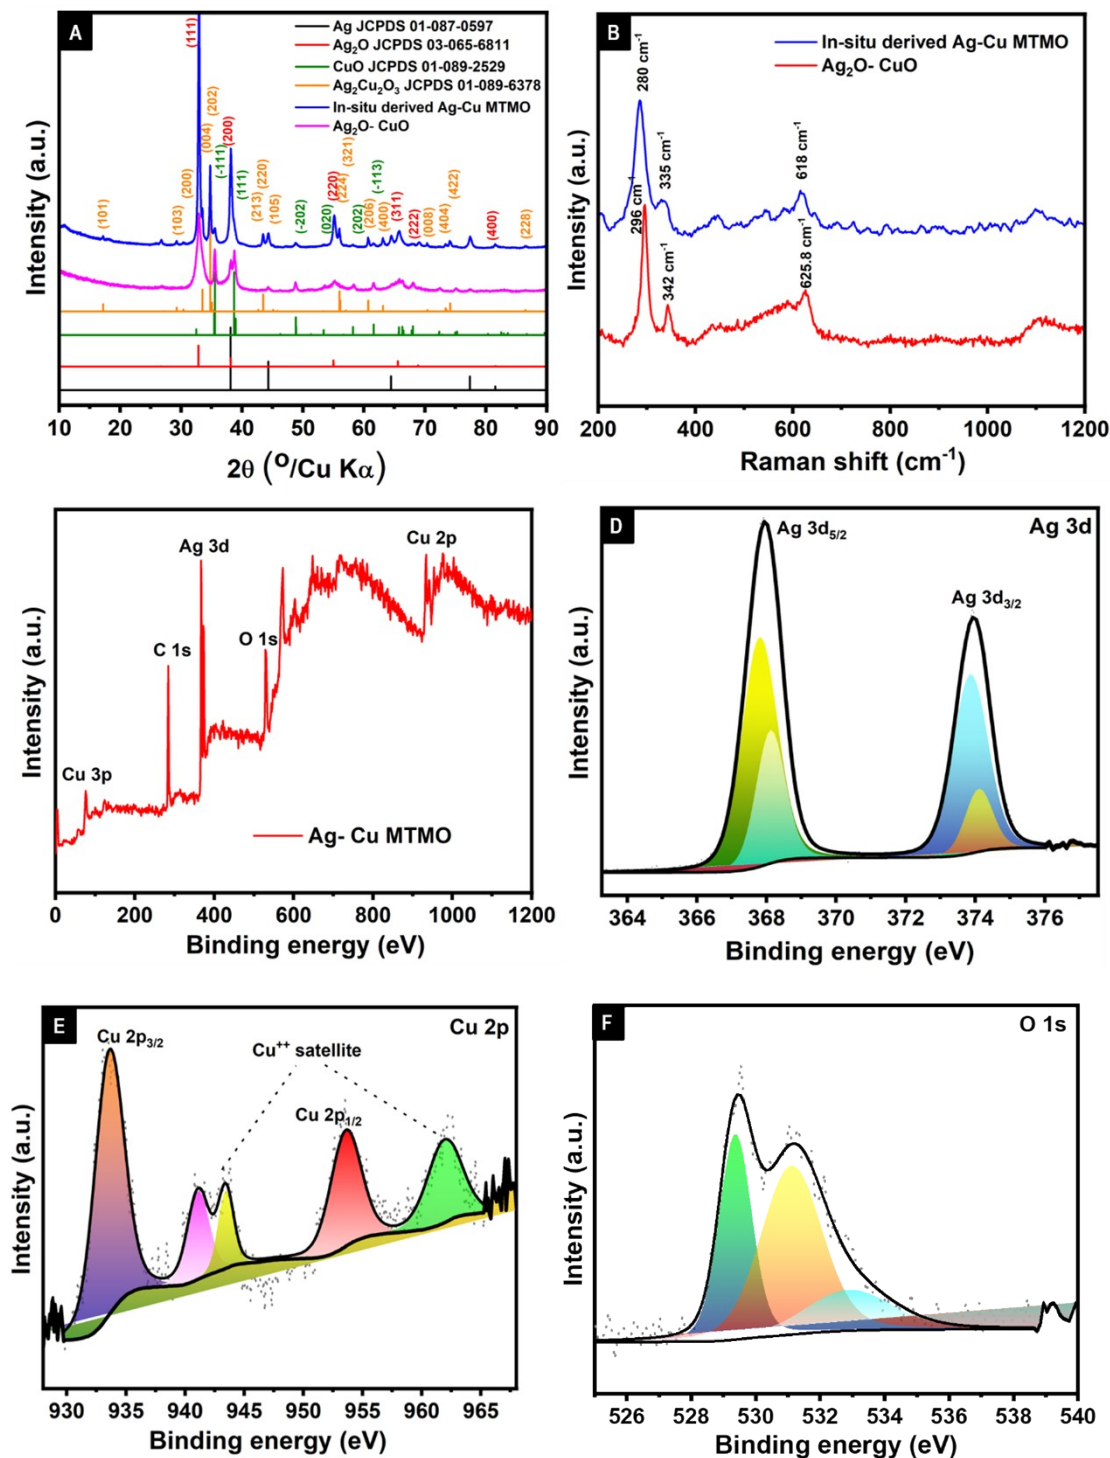 A
Ag JCPDS 01-087-0597
Ag₂O JCPDS 03-065-6811
CuO JCPDS 01-089-2529
Ag₂Cu₂O₃ JCPDS 01-089-6378
In-situ derived Ag-Cu MTMO
Ag₂O- CuO
(101)
(103)
(200)
(111)
(004)
(202)
(-111)
(200)
(111)
(213)
(220)
(105)
(-202)
(020)
(220)
(224)
(321)
(202)
(206)
(-113)
(400)
(311)
(222)
(008)
(404)
(422)
(400)
(228)
Intensity (a.u.)
10 20 30 40 50 60 70 80 90
2θ (°/Cu Kα)
B
In-situ derived Ag-Cu MTMO
Ag₂O- CuO
280 cm⁻¹
335 cm⁻¹
618 cm⁻¹
296 cm⁻¹
342 cm⁻¹
625.8 cm⁻¹
Intensity (a.u.)
200 400 600 800 1000 1200
Raman shift (cm⁻¹)
Cu 3p
C 1s
Ag 3d
O 1s
Cu 2p
Ag- Cu MTMO
Intensity (a.u.)
0 200 400 600 800 1000 1200
Binding energy (eV)
D
Ag 3d
Ag 3d₅/₂
Ag 3d₃/₂
Intensity (a.u.)
364 366 368 370 372 374 376
Binding energy (eV)
E
Cu 2p
Cu 2p₃/₂
Cu⁺⁺ satellite
Cu 2p₁/₂
Intensity (a.u.)
930 935 940 945 950 955 960 965
Binding energy (eV)
F
O 1s
Intensity (a.u.)
526 528 530 532 534 536 538 540
Binding energy (eV)